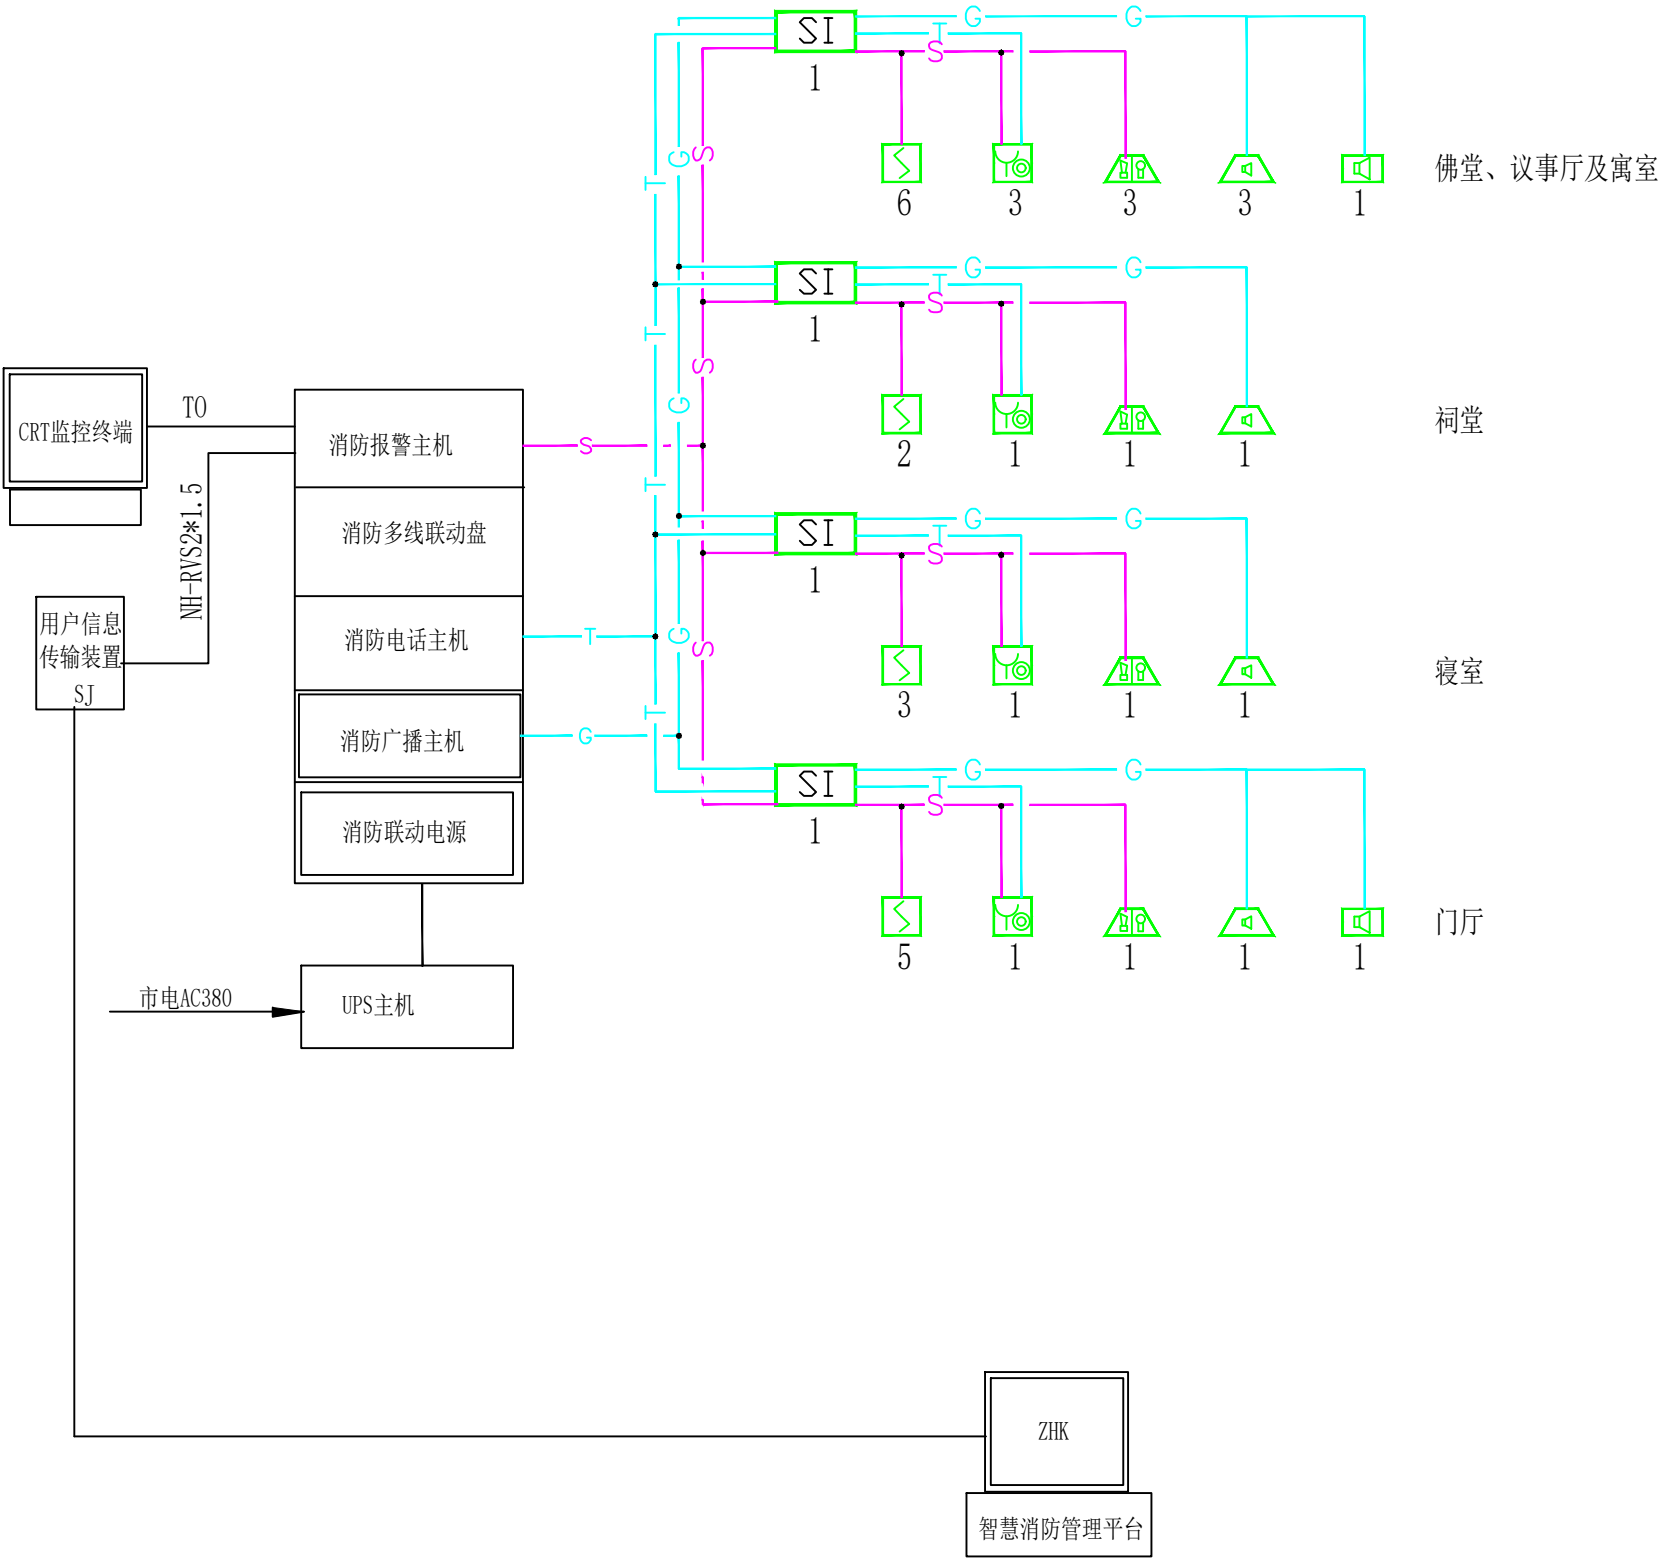 G G
SI T
S
1
G S
T
6 3 3 3 1
佛堂、议事厅及寓室
G G
SI T
S
1
T
S
G
2 1 1 1
祠堂
CRT监控终端
TO
NH-RVS2*1.5
用户信息
传输装置
SJ
消防报警主机
S
消防多线联动盘
消防电话主机
T
消防广播主机
G
消防联动电源
T
G G
SI T
S
1
G
S
3 1 1 1
寝室
T
G G
SI T
S
1
5 1 1 1 1
门厅
市电AC380
UPS主机
ZHK
智慧消防管理平台